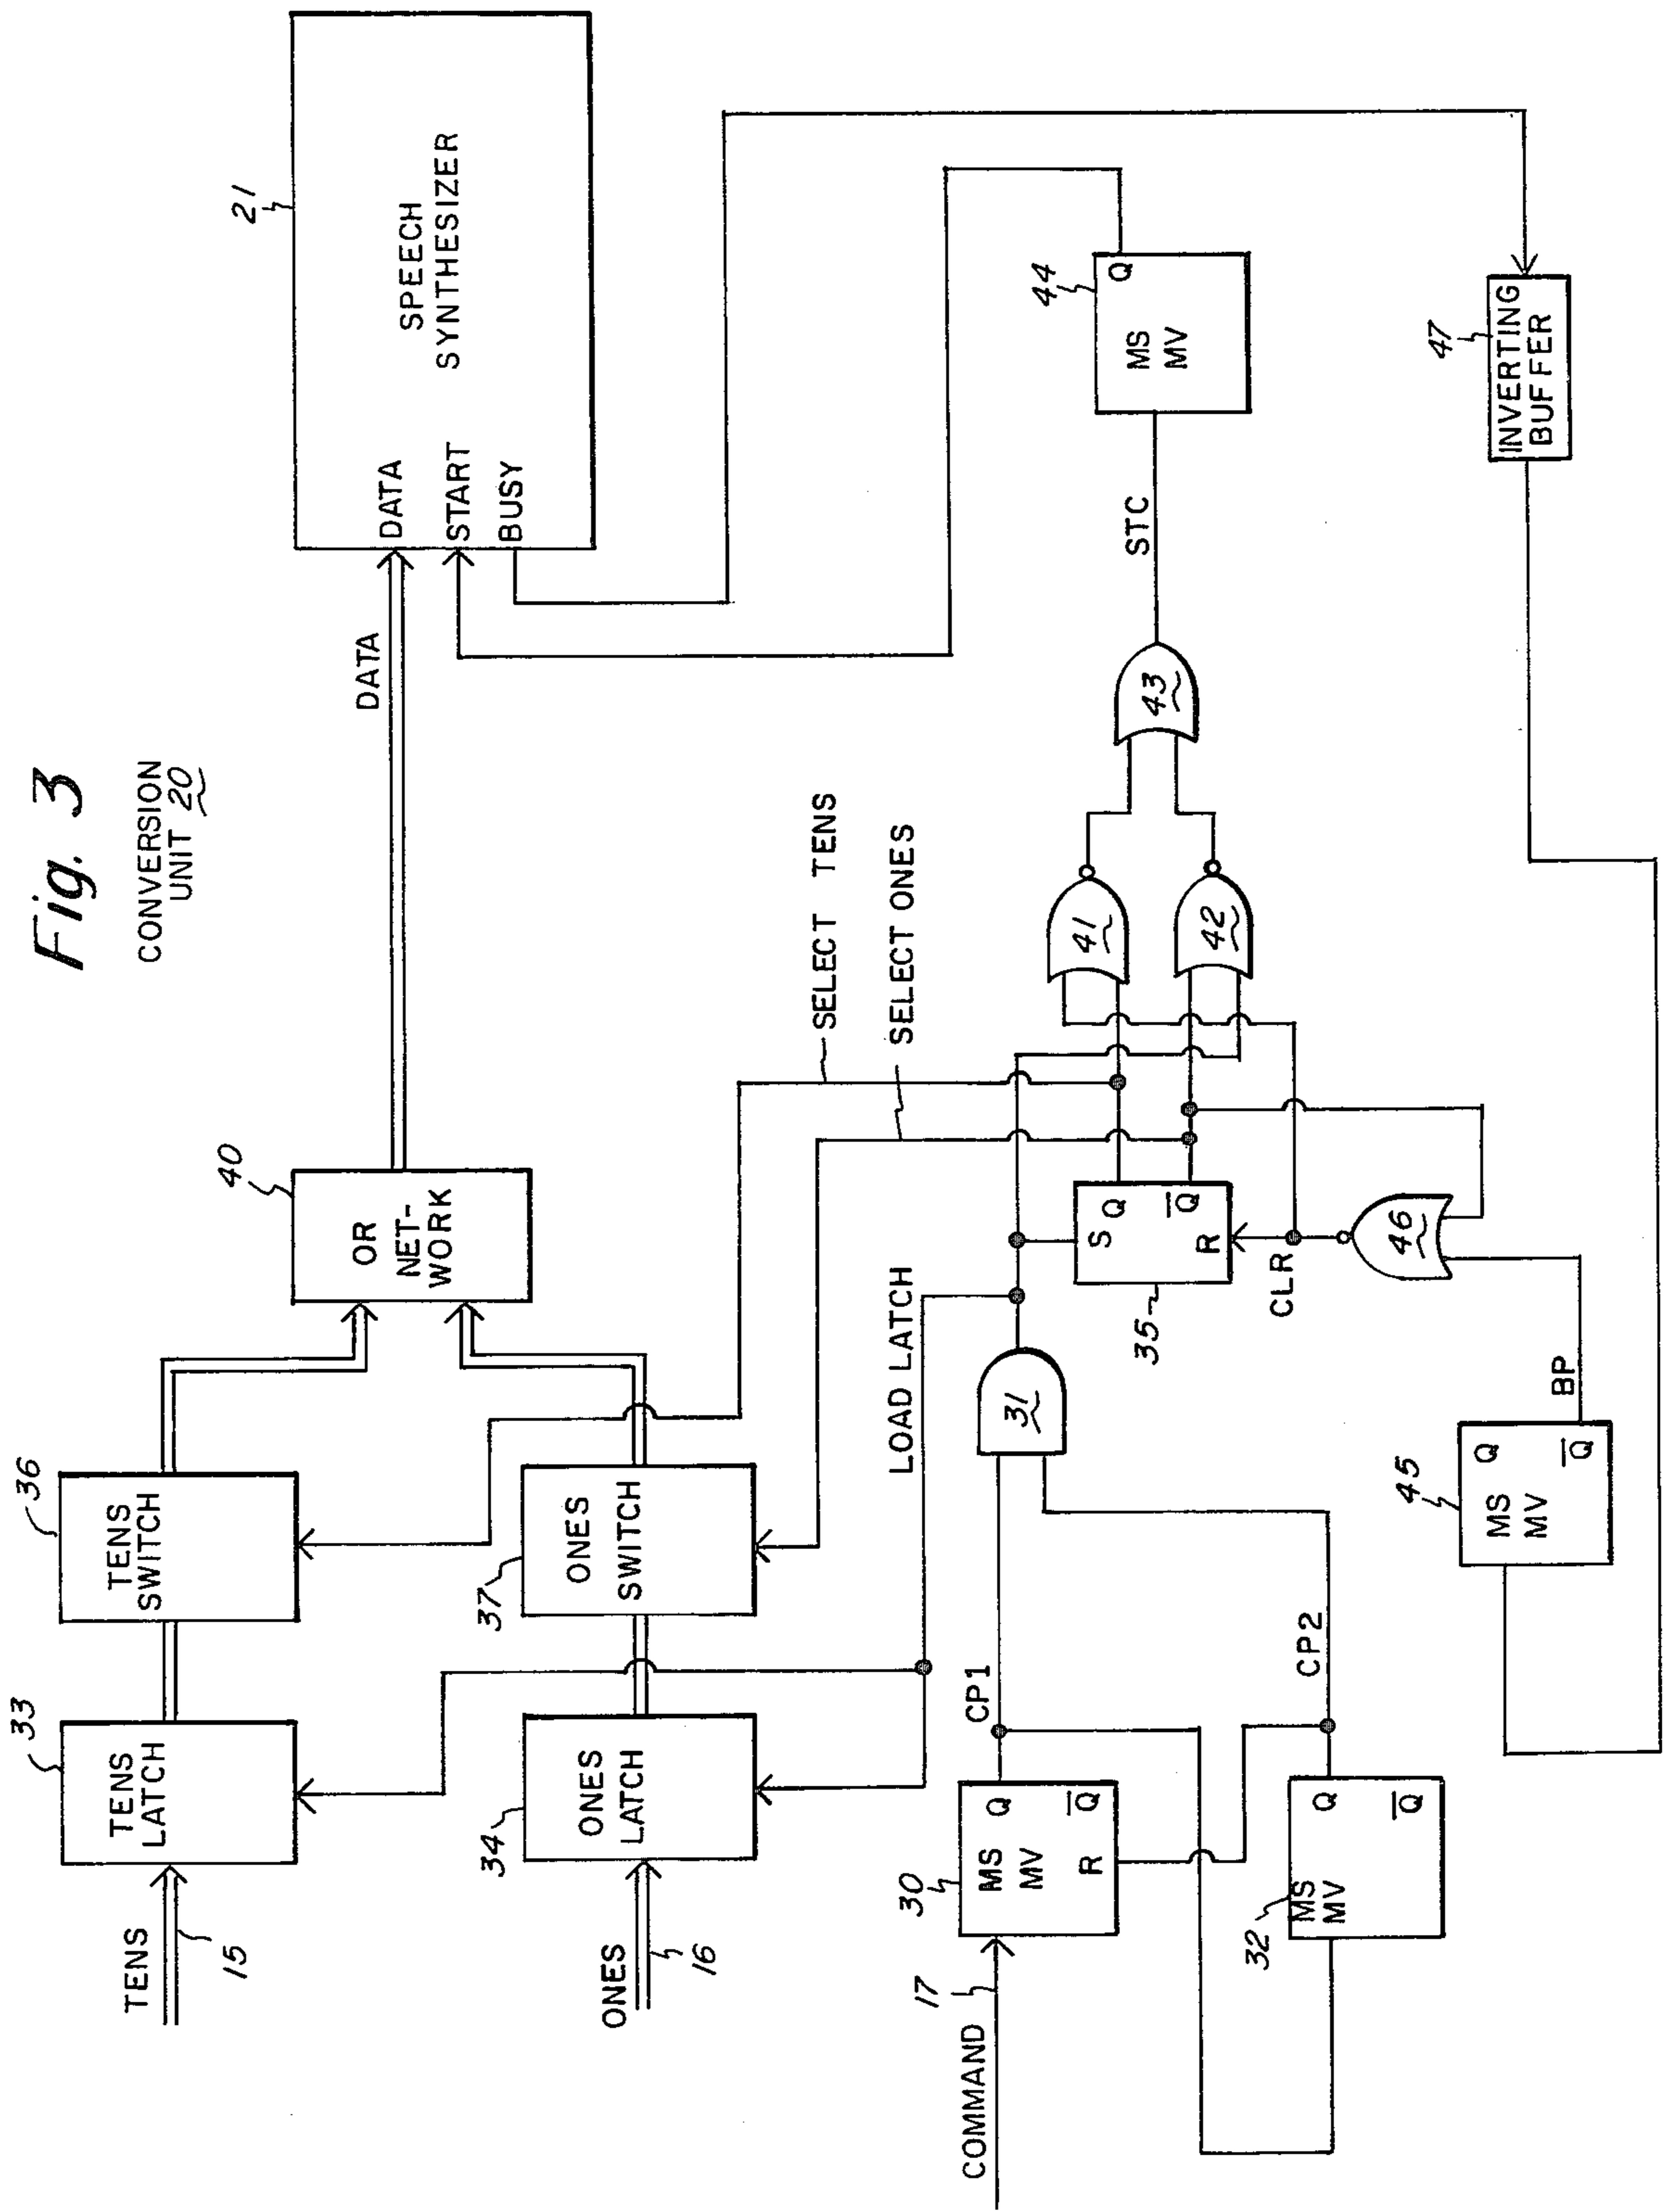 Fig. 3
CONVERSION
UNIT 20
TENS
15
33
TENS
LATCH
36
TENS
SWITCH
40
OR
NET-
WORK
DATA
21
SPEECH
SYNTHESIZER
DATA
START
BUSY
ONES
16
34
ONES
LATCH
37
ONES
SWITCH
SELECT TENS
SELECT ONES
LOAD LATCH
COMMAND
17
30
MS
MV
Q
Q̅
R
CP1
31
35
S
Q
Q̅
R
CLR
41
42
43
STC
44
MS
MV
Q
32
MS
MV
Q
Q̅
CP2
45
MS
MV
Q
Q̅
BP
46
47
INVERTING
BUFFER